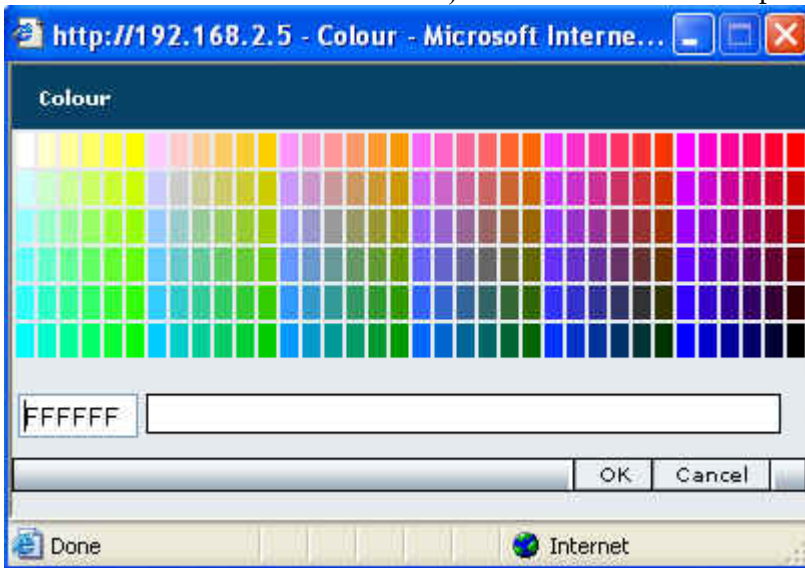 http://192.168.2.5 - Colour - Microsoft Interne...
Colour
FFFFFF
OK Cancel
Done Internet